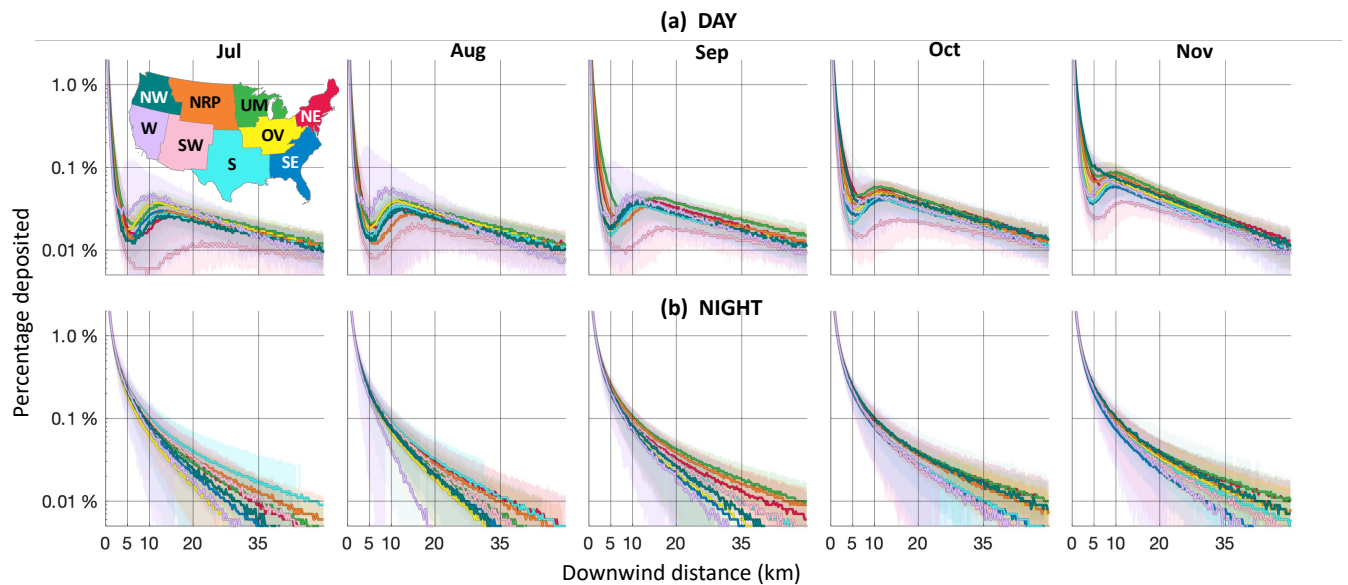 (a) DAY
Jul Aug Sep Oct Nov
1.0 %
0.1 %
0.01 %
NW NRP UM NE
W SW OV
S SE
Percentage deposited
(b) NIGHT
1.0 %
0.1 %
0.01 %
0 5 10 20 35 0 5 10 20 35 0 5 10 20 35 0 5 10 20 35 0 5 10 20 35
Downwind distance (km)